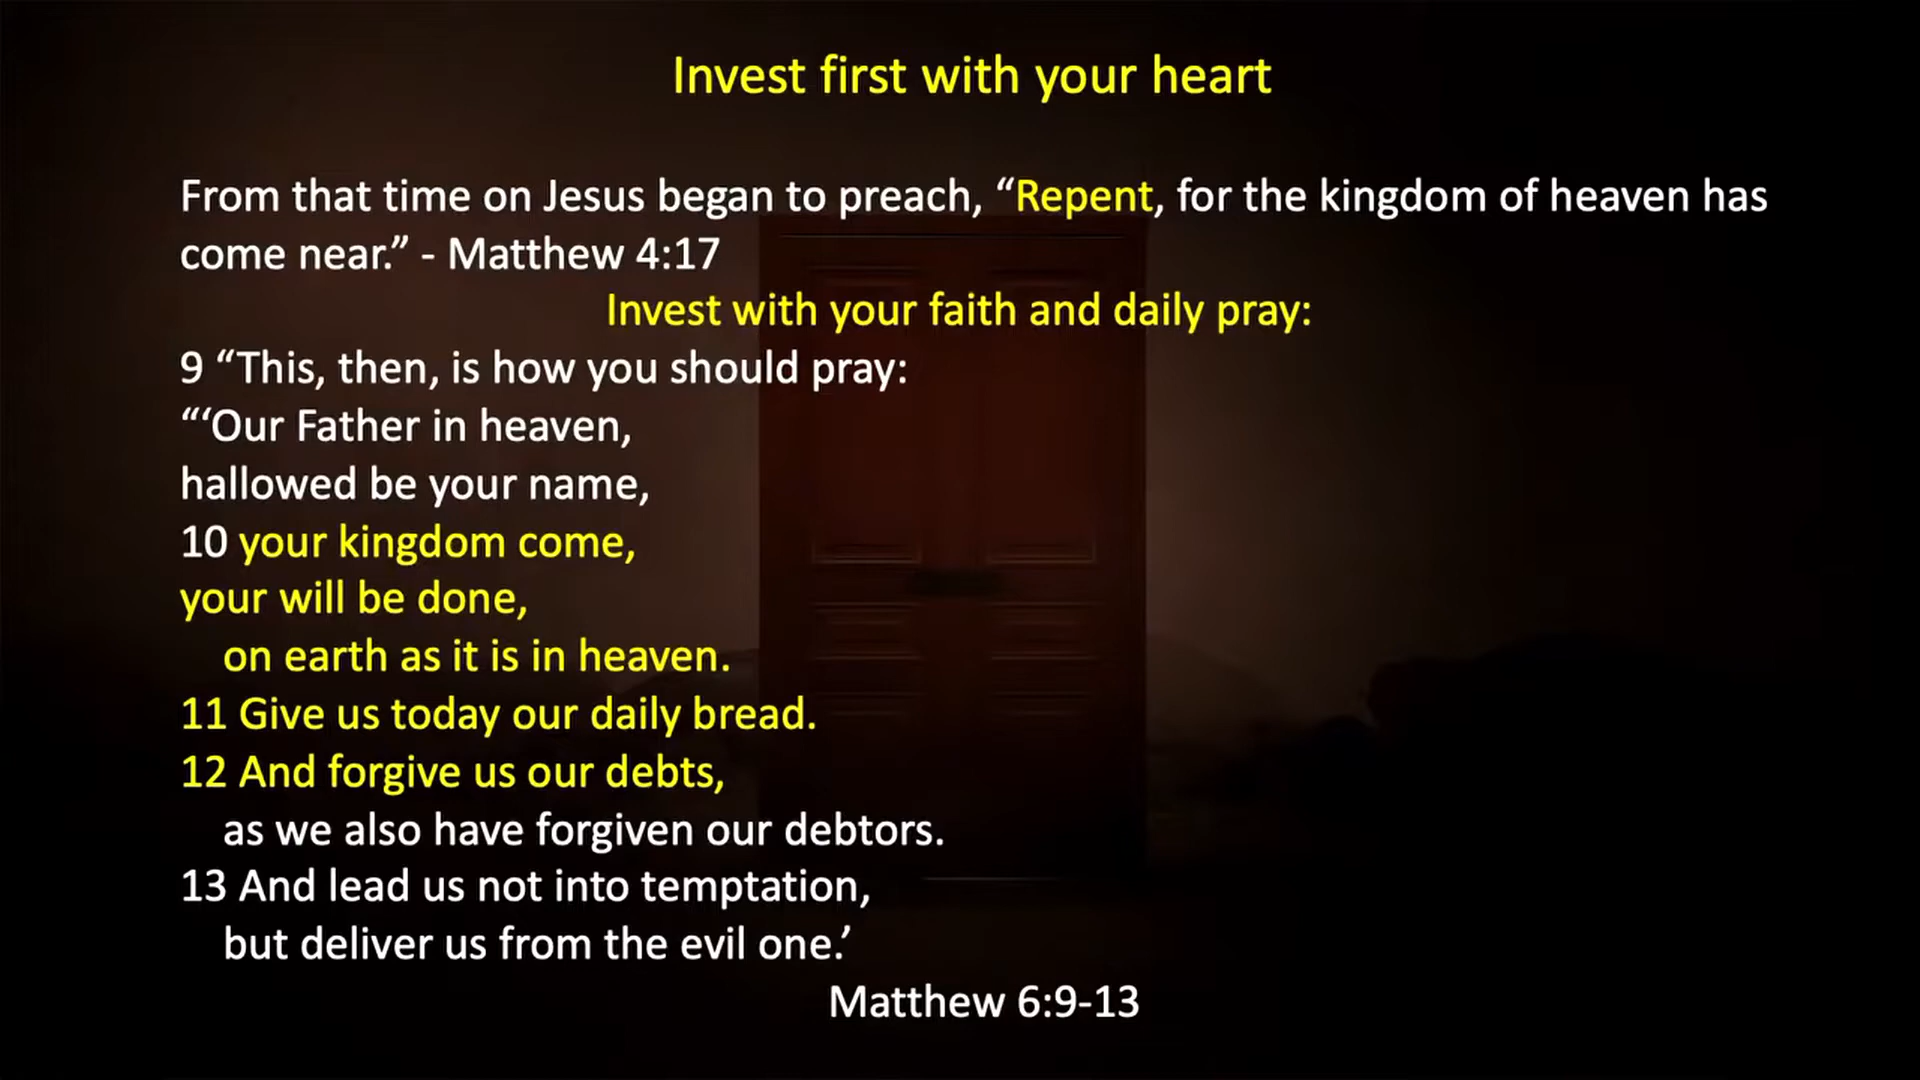 Invest first with your heart
From that time on Jesus began to preach, “Repent, for the kingdom of heaven has
come near.” - Matthew 4:17
Invest with your faith and daily pray:
9 “This, then, is how you should pray:
“‘Our Father in heaven,
hallowed be your name,
10 your kingdom come,
your will be done,
on earth as it is in heaven.
11 Give us today our daily bread.
12 And forgive us our debts,
as we also have forgiven our debtors.
13 And lead us not into temptation,
but deliver us from the evil one.’
Matthew 6:9-13